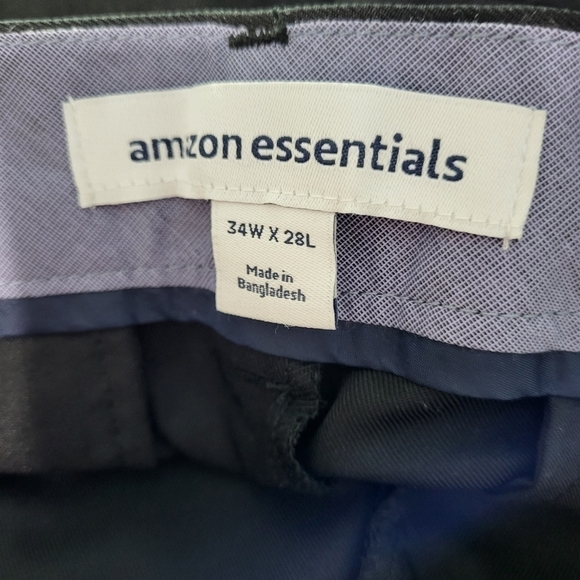 amazon essentials
34W X 28L
Made in
Bangladesh